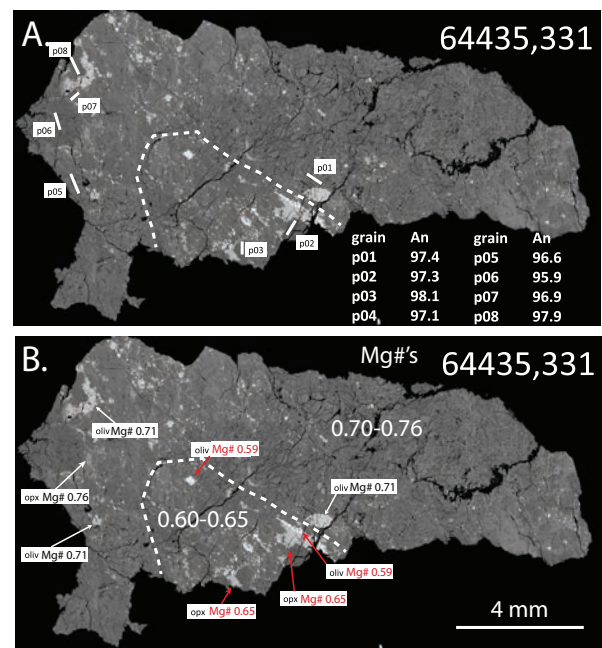 A.
64435,331
p08
p07
p06
p05
p01
p02
p03
grain An grain An
p01 97.4 p05 96.6
p02 97.3 p06 95.9
p03 98.1 p07 96.9
p04 97.1 p08 97.9
B.
Mg#'s
64435,331
oliv Mg# 0.71
oliv Mg# 0.59
0.70-0.76
opx Mg# 0.76
oliv Mg# 0.71
0.60-0.65
oliv Mg# 0.71
oliv Mg# 0.59
opx Mg# 0.65
opx Mg# 0.65
4 mm